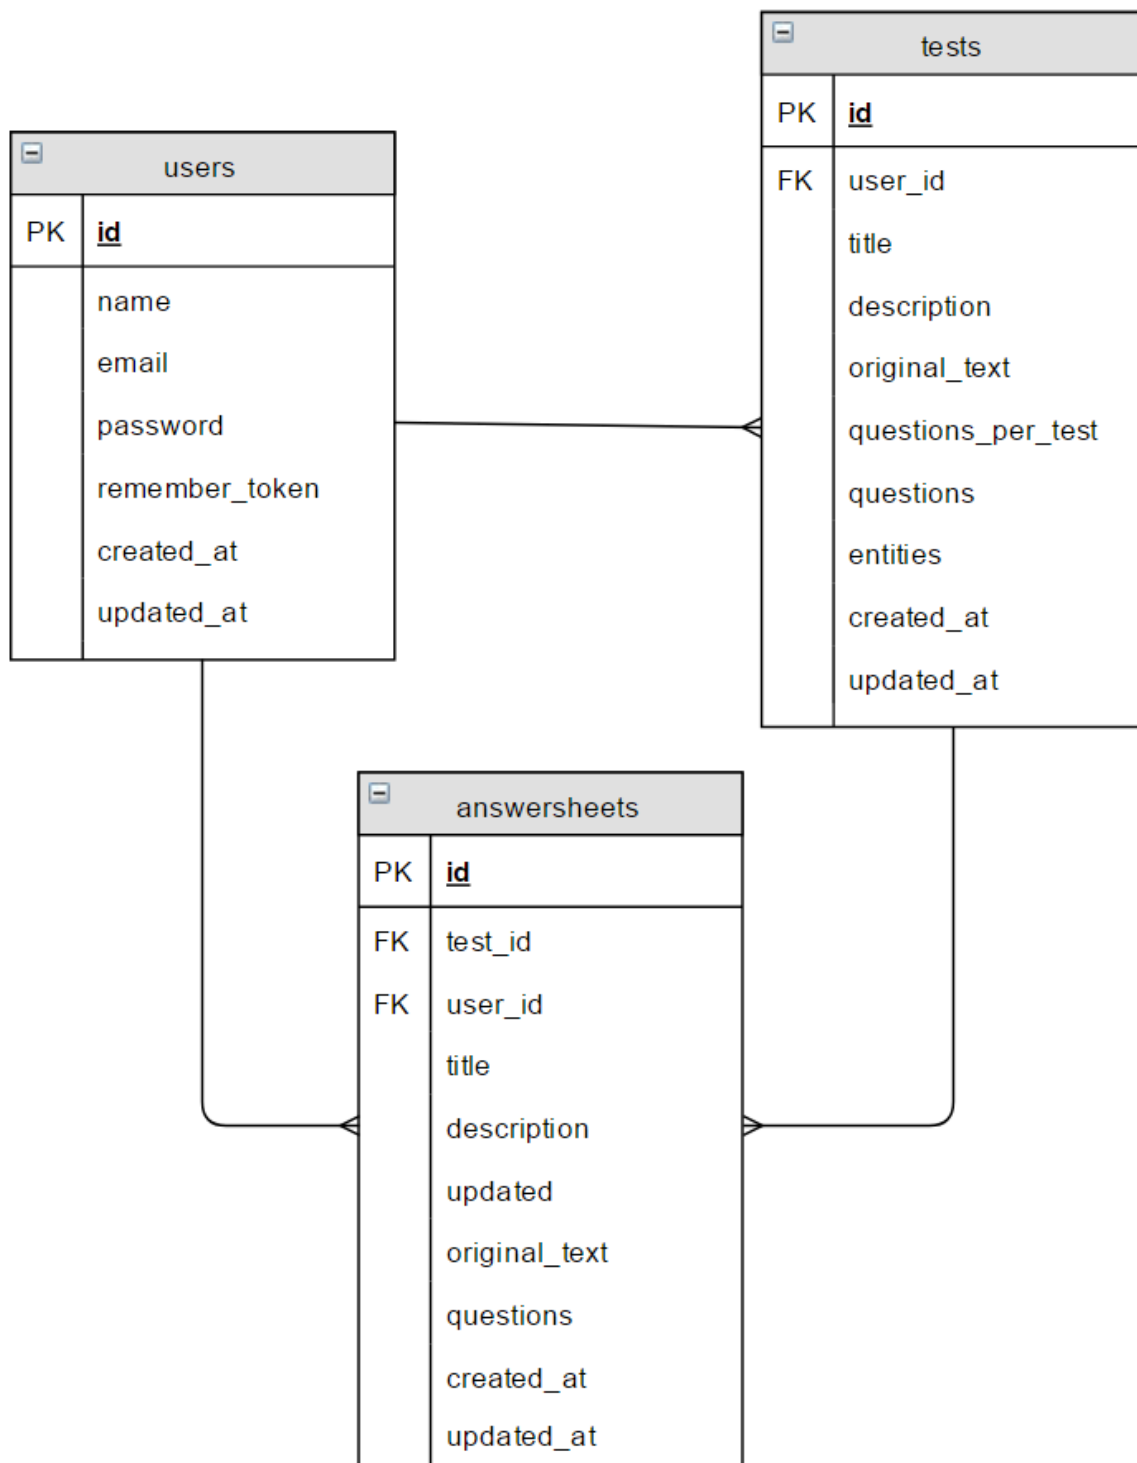 users
PK id
name
email
password
remember_token
created_at
updated_at
tests
PK id
FK user_id
title
description
original_text
questions_per_test
questions
entities
created_at
updated_at
answersheets
PK id
FK test_id
FK user_id
title
description
updated
original_text
questions
created_at
updated_at